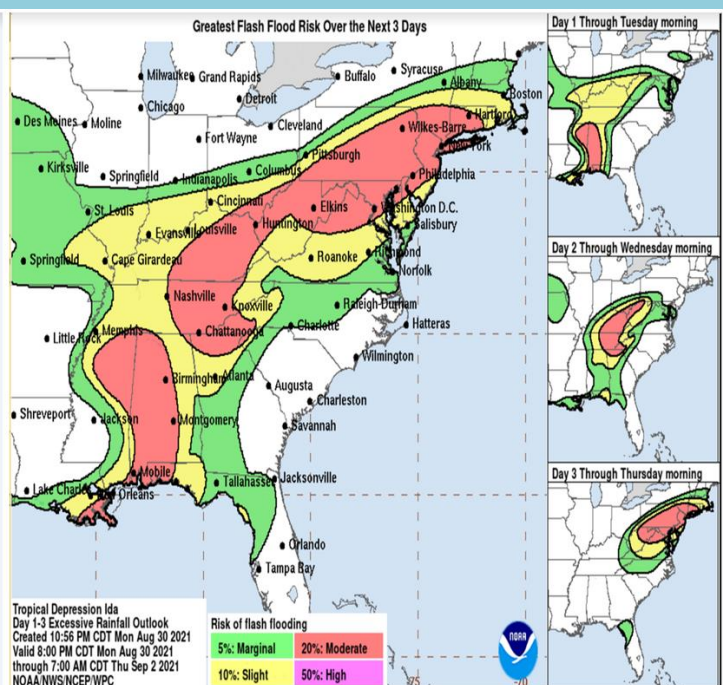 Greatest Flash Flood Risk Over the Next 3 Days
Milwaukee
Grand Rapids
Buffalo
Syracuse
Albany
Boston
Chicago
Detroit
Hartford
Des Moines
Moline
Fort Wayne
Cleveland
Wilkes-Barre
New York
Kirksville
Springfield
Indianapolis
Columbus
Pittsburgh
Philadelphia
St. Louis
Cincinnati
Elkins
Washington D.C.
Evansville
Louisville
Huntington
Salisbury
Springfield
Cape Girardeau
Roanoke
Richmond
Norfolk
Nashville
Knoxville
Raleigh-Durham
Little Rock
Memphis
Chattanooga
Charlotte
Hatteras
Wilmington
Birmingham
Atlanta
Augusta
Charleston
Shreveport
Jackson
Montgomery
Savannah
Mobile
Lake Charles
New Orleans
Tallahassee
Jacksonville
Orlando
Tampa Bay
Tropical Depression Ida
Day 1-3 Excessive Rainfall Outlook
Created 10:56 PM CDT Mon Aug 30 2021
Valid 8:00 PM CDT Mon Aug 30 2021
through 7:00 AM CDT Thu Sep 2 2021
NOAA/NWS/NCEP/WPC
Risk of flash flooding
5%: Marginal
20%: Moderate
10%: Slight
50%: High
NOAA
-75
-70
Day 1 Through Tuesday morning
Day 2 Through Wednesday morning
Day 3 Through Thursday morning